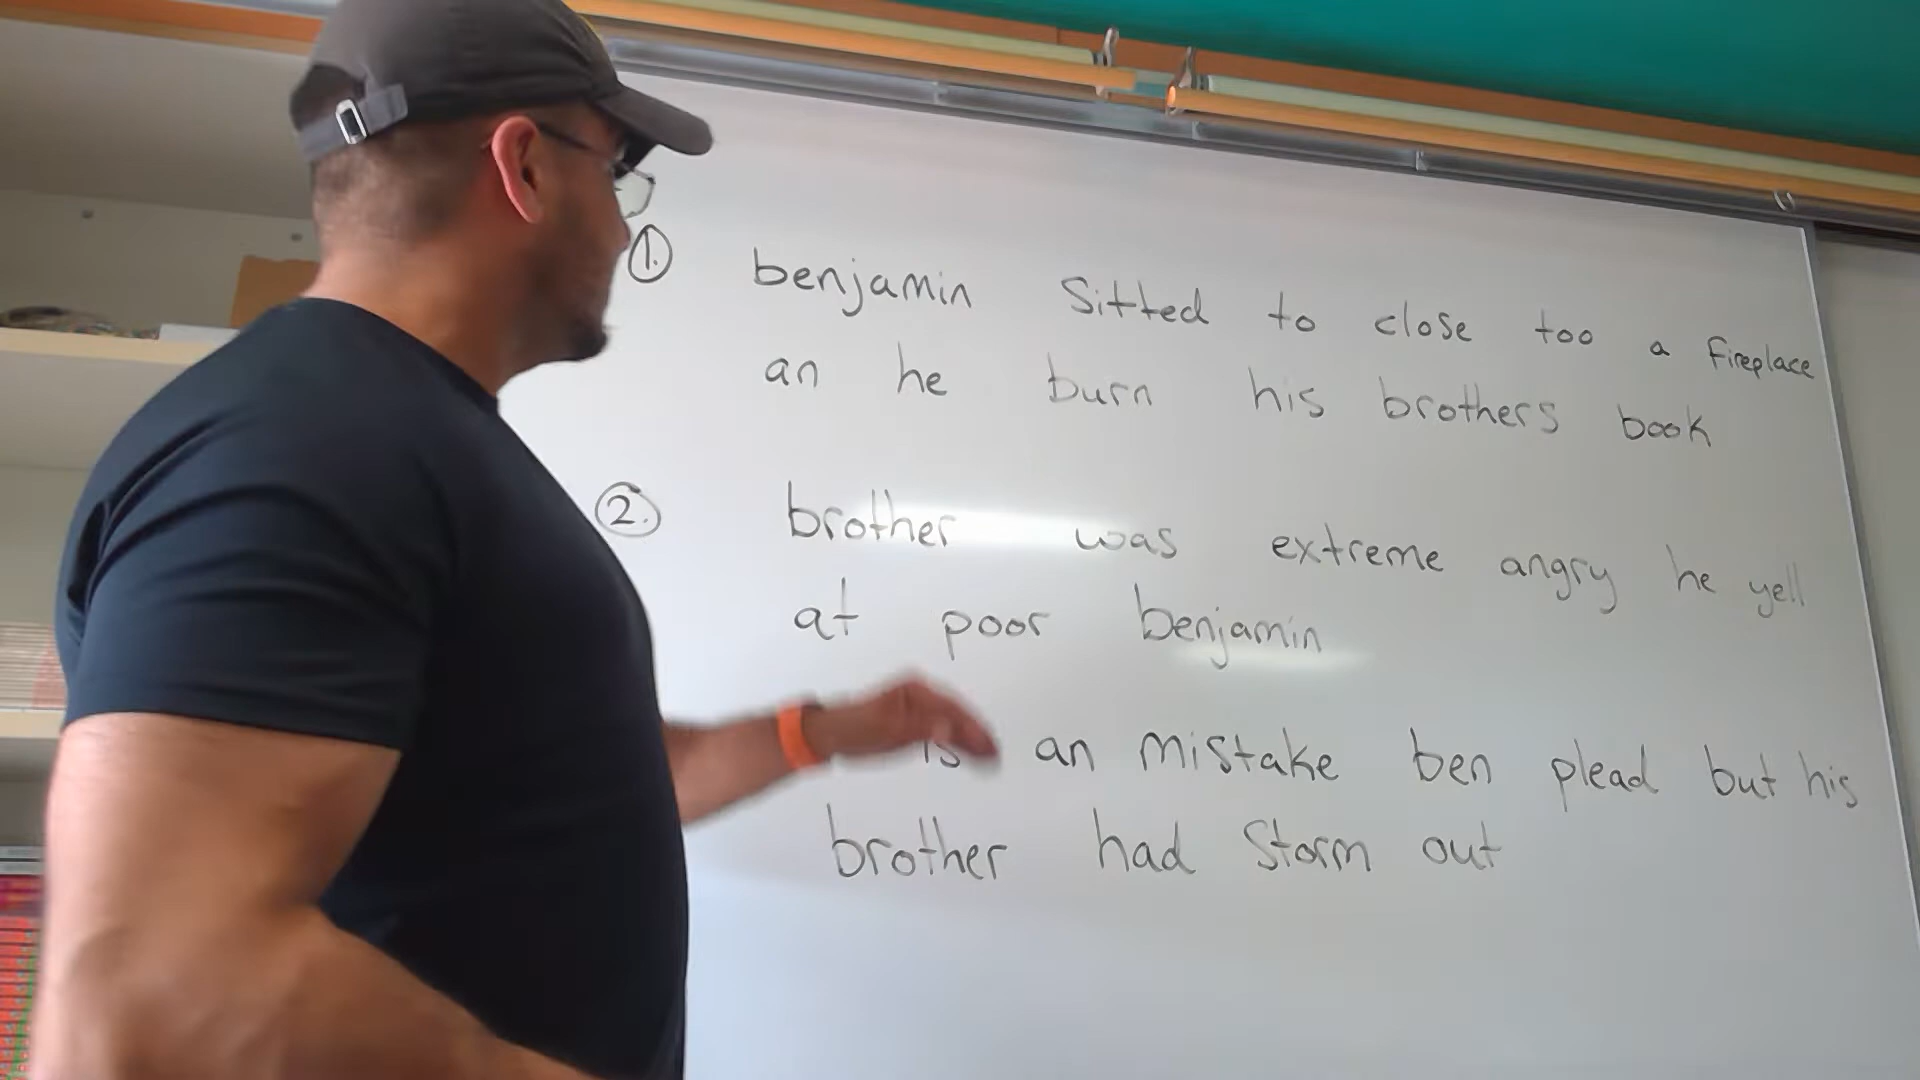 1. benjamin sitted to close too a fireplace
an he burn his brothers book
2. brother was extreme angry he yell
at poor benjamin
is an mistake ben plead but his
brother had storm out